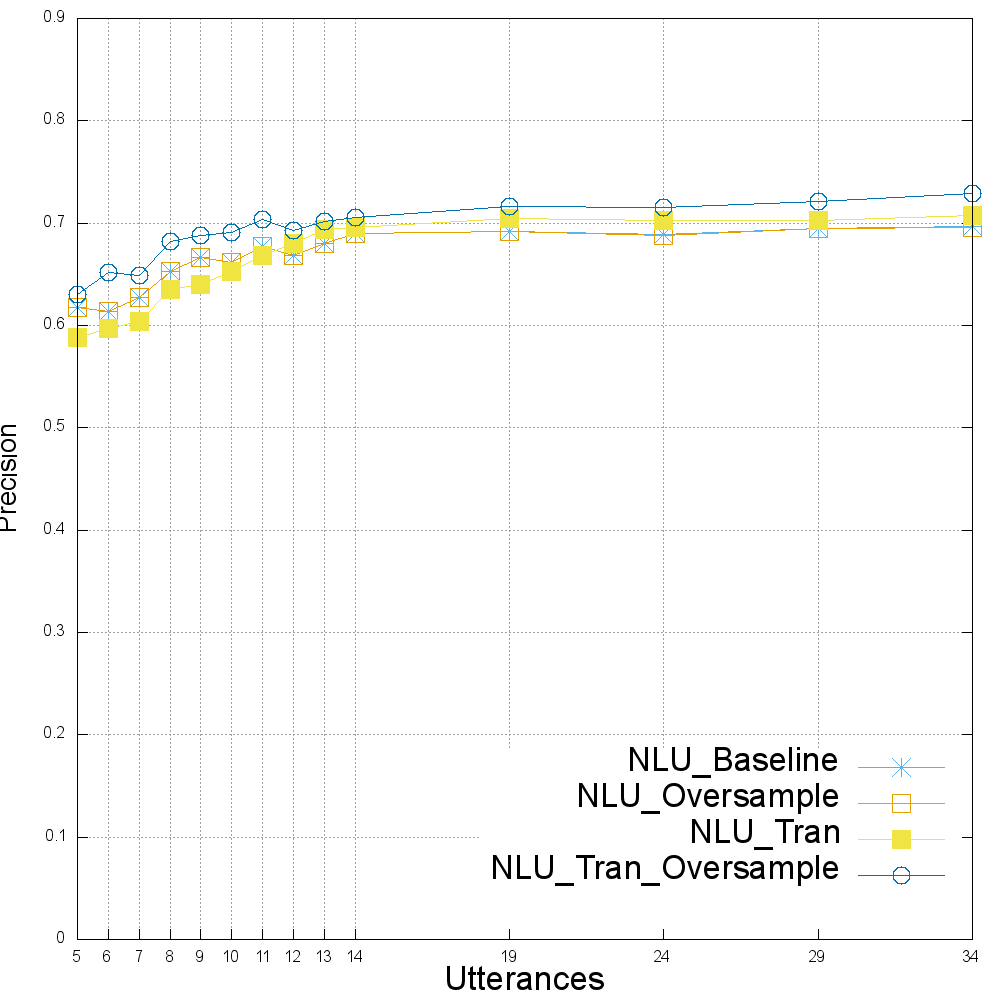 0.9
0.8
0.7
0.6
0.5
0.4
0.3
0.2
0.1
0
Precision
NLU_Baseline
NLU_Oversample
NLU_Tran
NLU_Tran_Oversample
5 6 7 8 9 10 11 12 13 14 19 24 29 34
Utterances